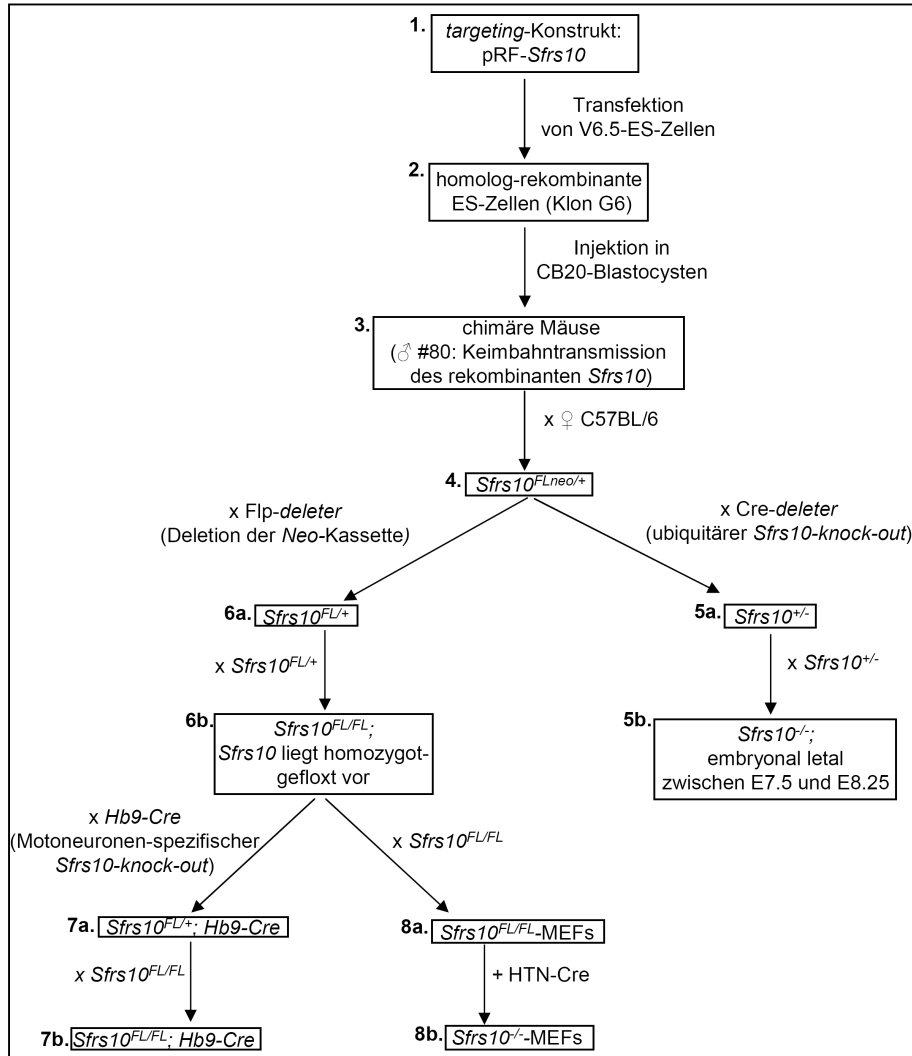 1. targeting-Konstrukt:
pRF-Sfrs10
Transfektion
von V6.5-ES-Zellen
2. homolog-rekombinante
ES-Zellen (Klon G6)
Injektion in
CB20-Blastocysten
3. chimäre Mäuse
(♂ #80: Keimbahntransmission
des rekombinanten Sfrs10)
x ♀ C57BL/6
4. Sfrs10FLneo/+
x Flp-deleter
(Deletion der Neo-Kassette)
x Cre-deleter
(ubiquitärer Sfrs10-knock-out)
6a. Sfrs10FL/+
5a. Sfrs10+/-
x Sfrs10FL/+
x Sfrs10+/-
6b. Sfrs10FL/FL;
Sfrs10 liegt homozygot-
gefloxt vor
5b. Sfrs10-/-;
embryonal letal
zwischen E7.5 und E8.25
x Hb9-Cre
(Motoneuronen-spezifischer
Sfrs10-knock-out)
x Sfrs10FL/FL
7a. Sfrs10FL/+; Hb9-Cre
8a. Sfrs10FL/FL-MEFs
x Sfrs10FL/FL
+ HTN-Cre
7b. Sfrs10FL/FL; Hb9-Cre
8b. Sfrs10-/--MEFs